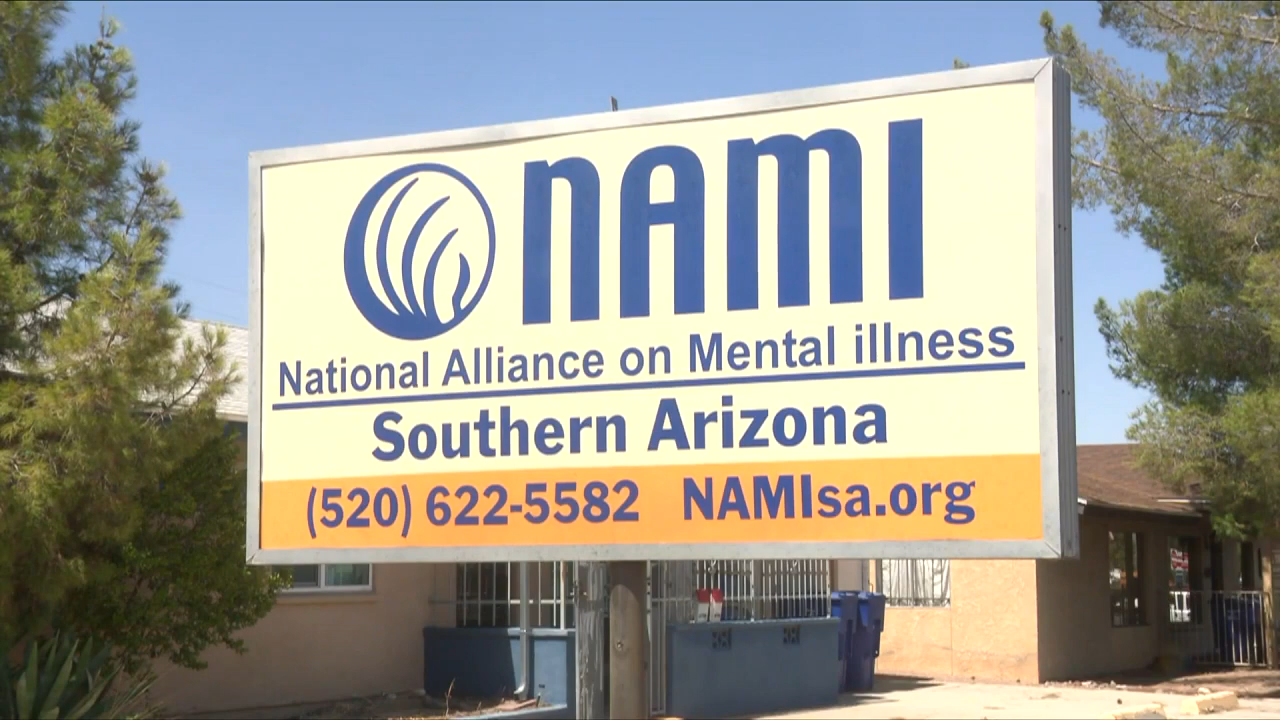 NAMI
National Alliance on Mental illness
Southern Arizona
(520) 622-5582 NAMIsa.org